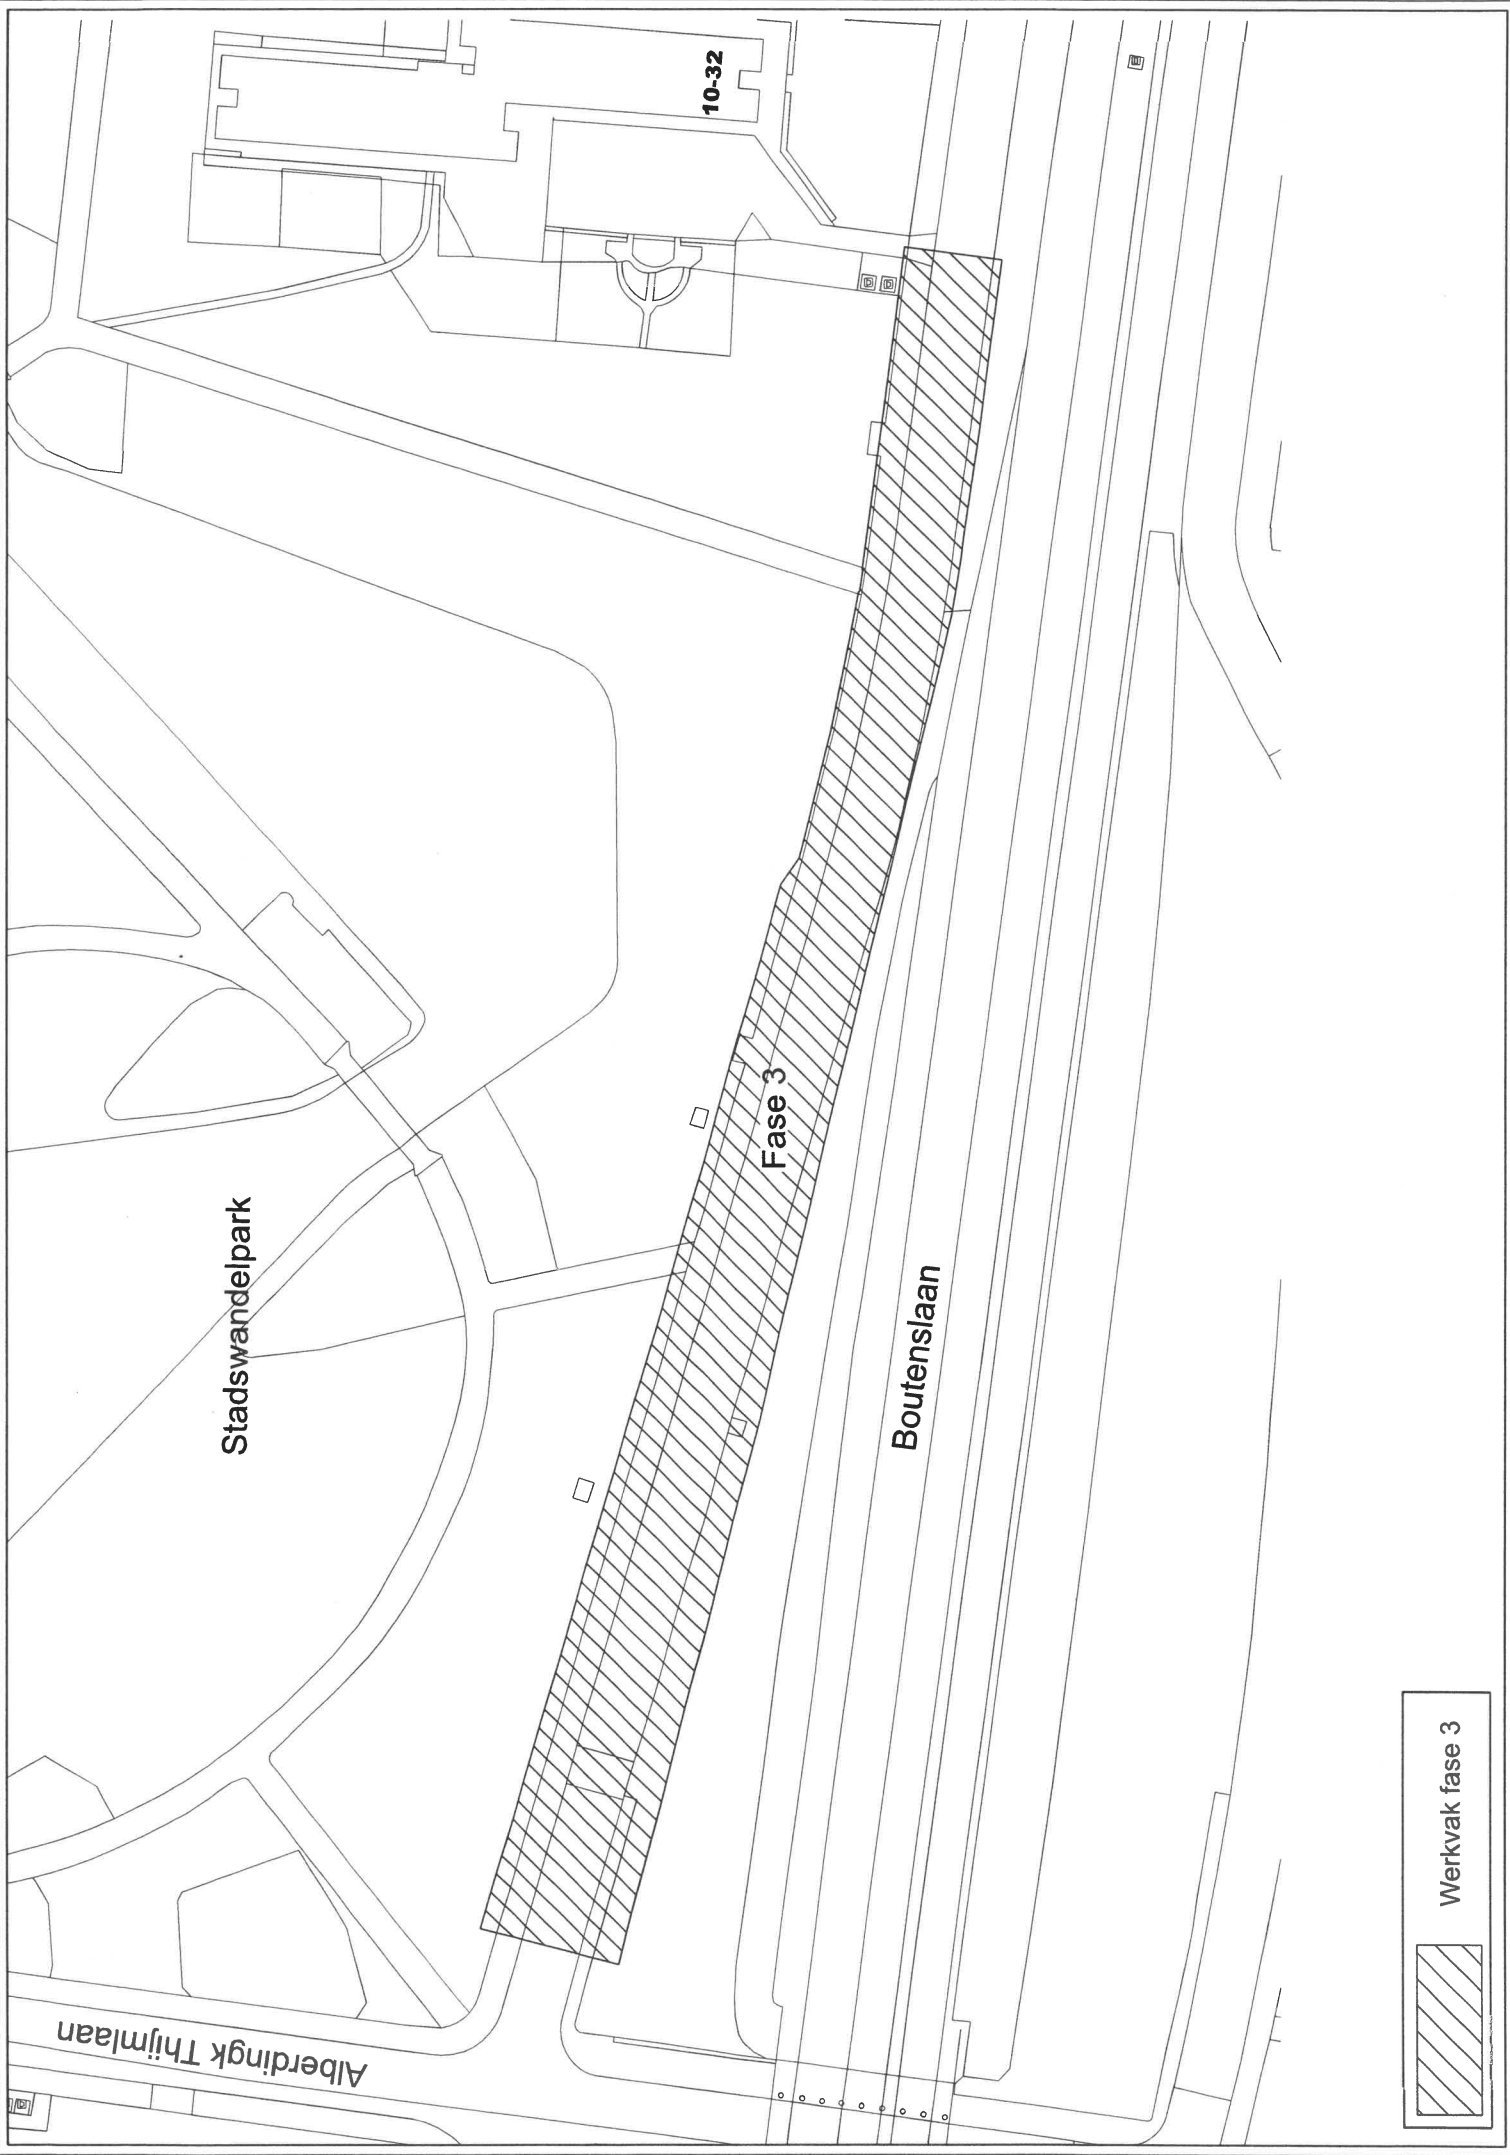 10-32
Stadswandelpark
Fase 3
Boutenslaan
Alberdingk Thijmlaan
Werkvak fase 3